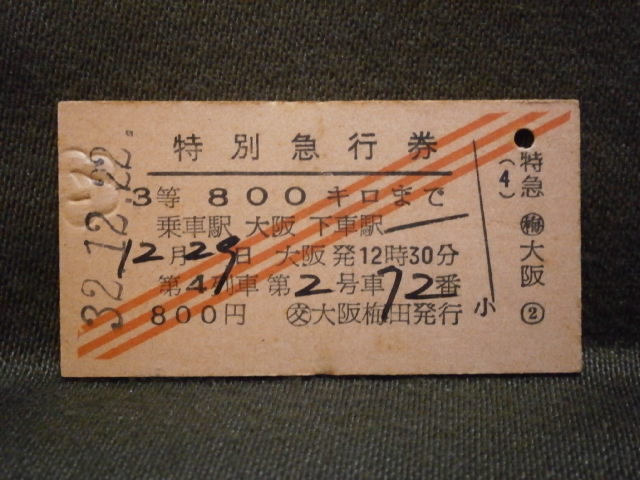 特別急行券
3等 800キロまで
乗車駅 大阪 下車駅
12月29日 大阪発12時30分
第4列車 第2号車 72番
800円 交大阪梅田発行
小
32.12.22.
特急 梅 大阪 2
(4)